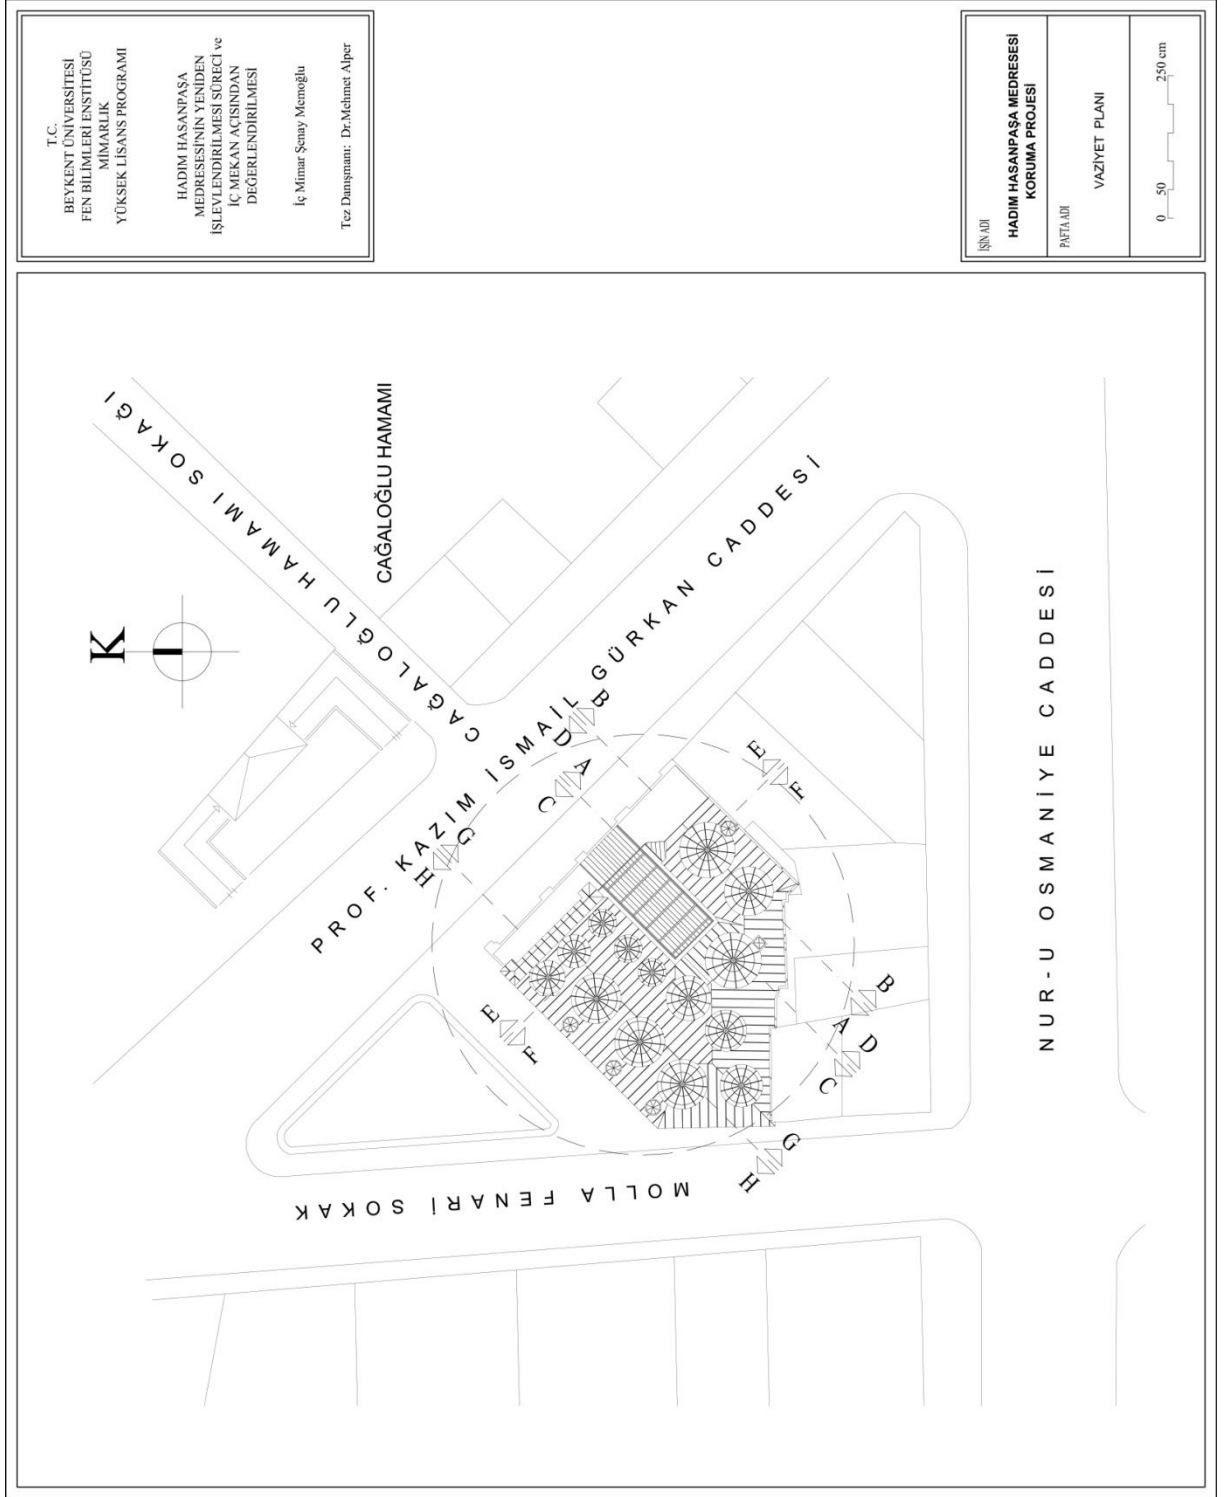 T.C.
BEYKENT ÜNİVERSİTESİ
FEN BİLİMLERİ ENSTİTÜSÜ
MİMARLIK
YÜKSEK LİSANS PROGRAMI
HADIM HASANPAŞA
MEDRESESİ'NİN YENİDEN
İŞLEVLENDİRİLMESİ SÜRECİ ve
İÇ MEKAN AÇISINDAN
DEĞERLENDİRİLMESİ
İç Mimar Şenay Memoğlu
Tez Danışmanı: Dr.Mehmet Alper
İŞİN ADI
HADIM HASANPAŞA MEDRESESİ
KORUMA PROJESİ
PAFTA ADI
VAZİYET PLANI
0 50 250 cm
K
CAĞALOĞLU HAMAMI SOKAĞI
CAĞALOĞLU HAMAMI
PROF. KAZIM İSMAİL GÜRKAN CADDESİ
MOLLA FENARİ SOKAK
NUR-U OSMANİYE CADDESİ
H G
C A
D B
E F
E F
H G
C A
D B